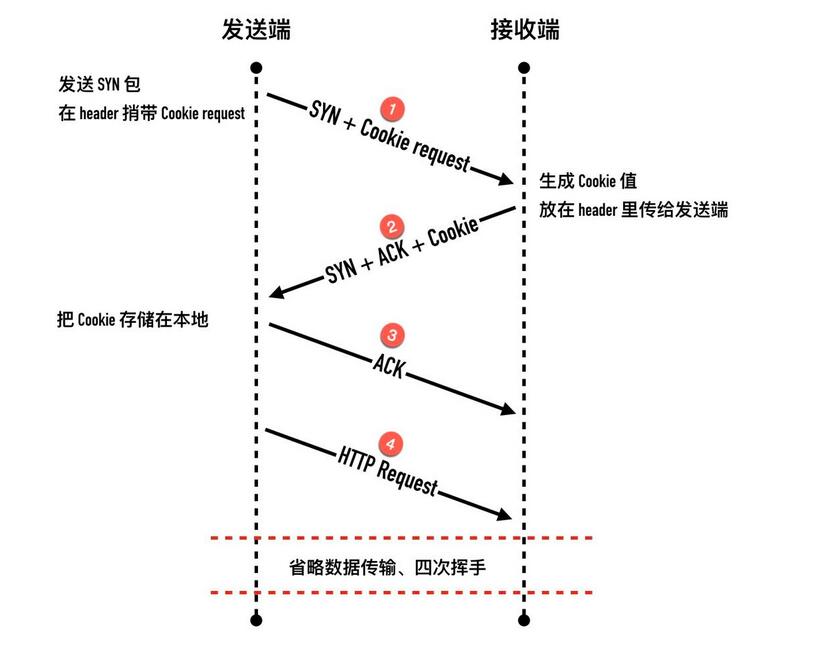 发送端
接收端
发送 SYN 包
在 header 捎带 Cookie request
1
SYN + Cookie request
生成 Cookie 值
放在 header 里传给发送端
2
SYN + ACK + Cookie
把 Cookie 存储在本地
3
ACK
4
HTTP Request
省略数据传输、四次挥手